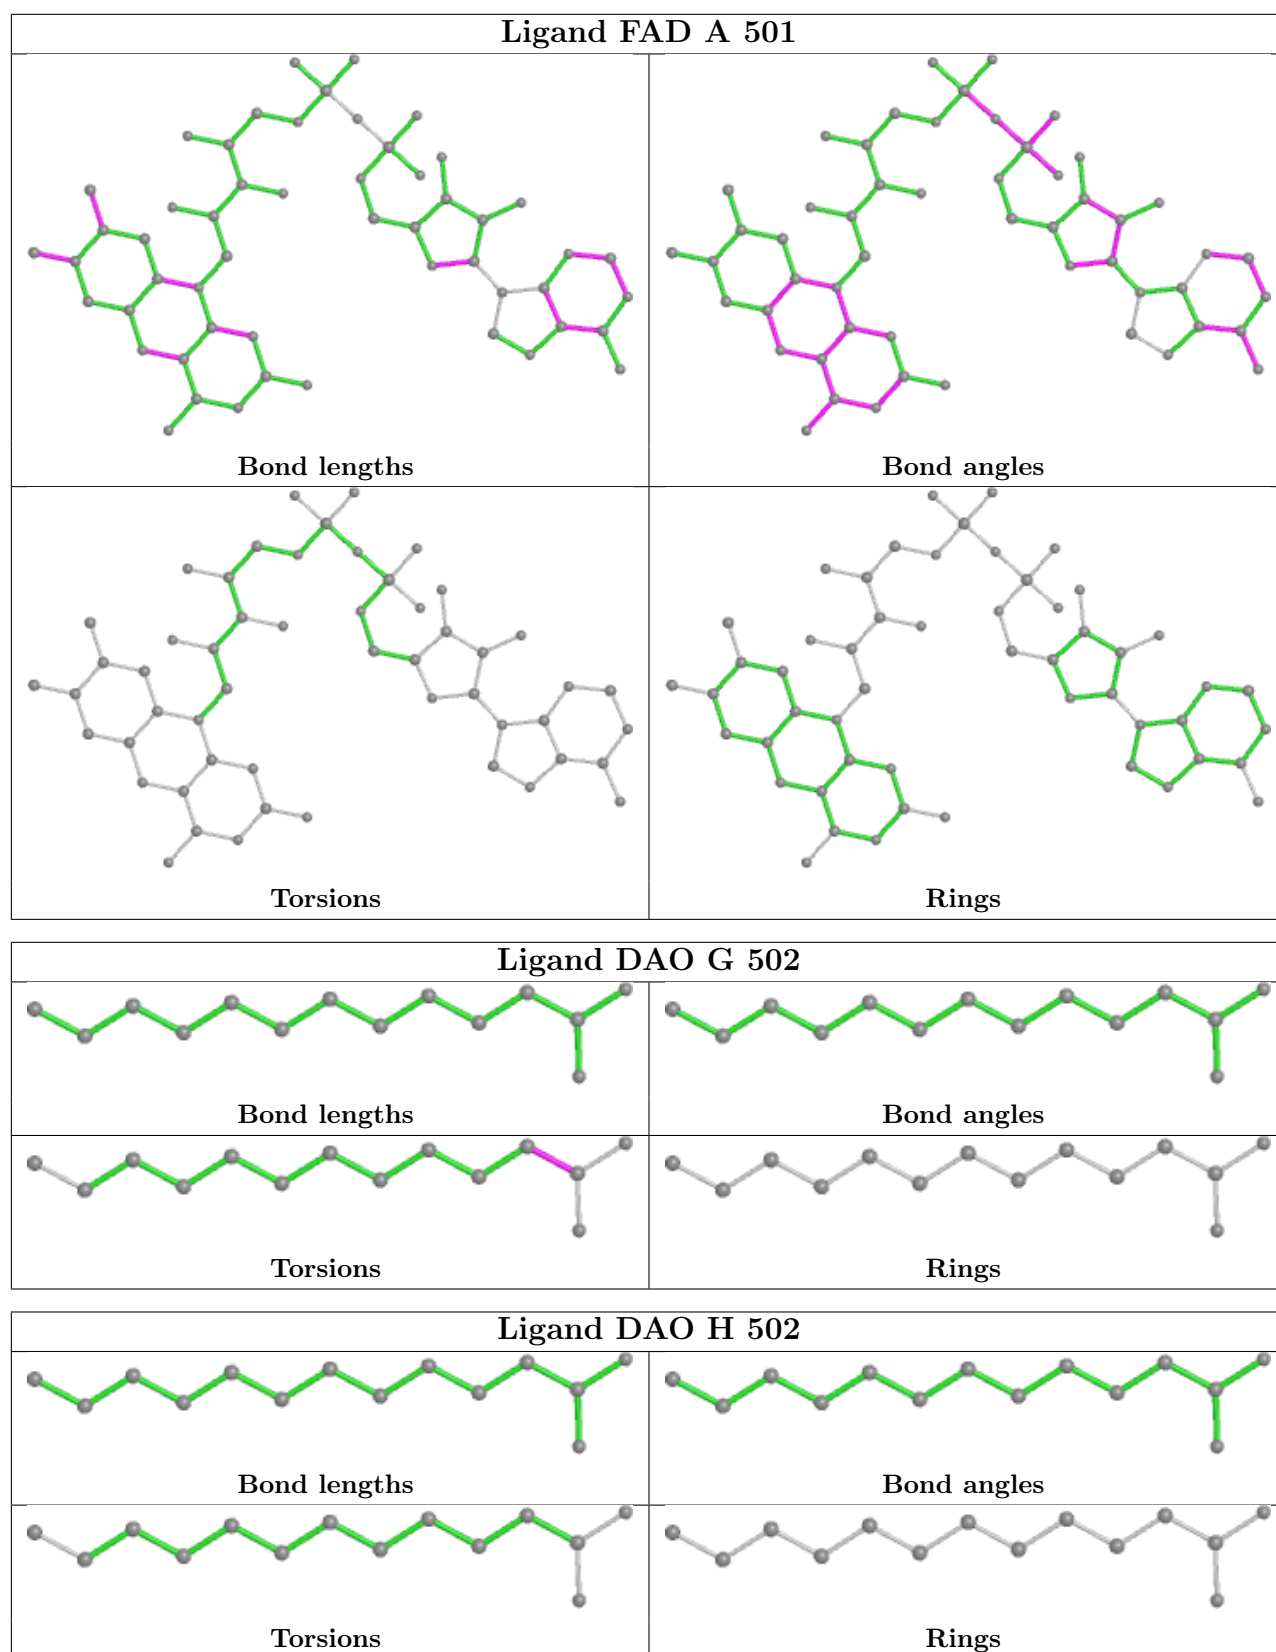 Ligand FAD A 501
Bond lengths
Bond angles
Torsions
Rings
Ligand DAO G 502
Bond lengths
Bond angles
Torsions
Rings
Ligand DAO H 502
Bond lengths
Bond angles
Torsions
Rings